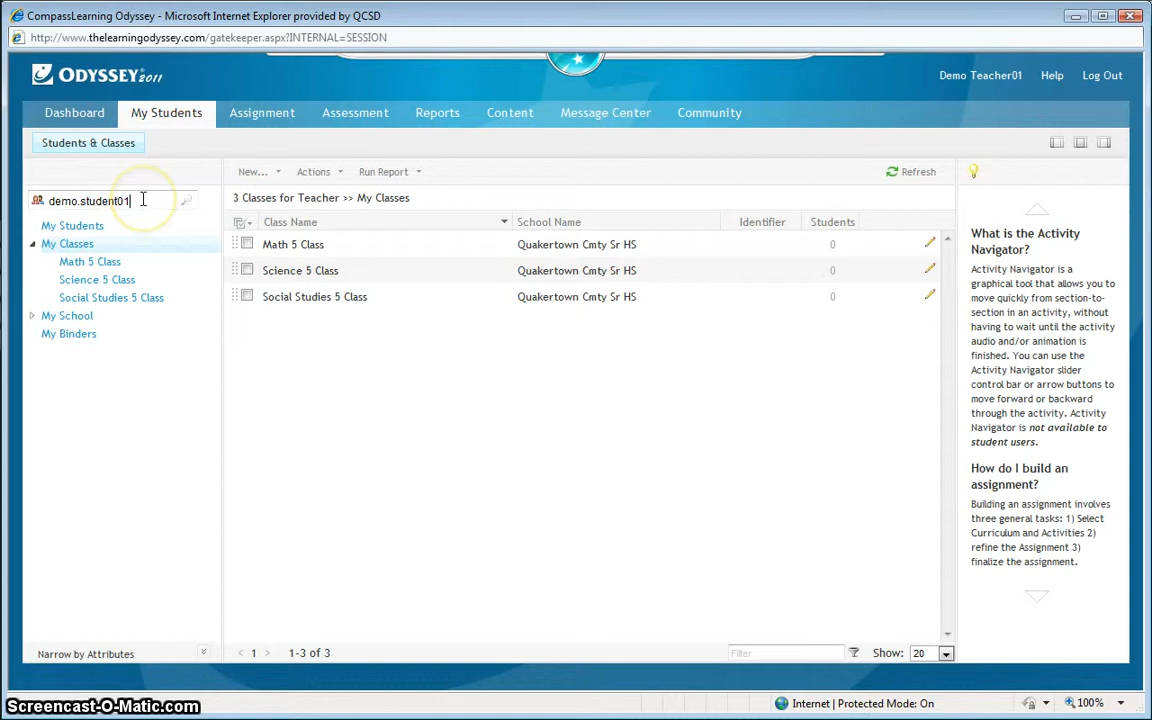 CompassLearning Odyssey - Microsoft Internet Explorer provided by QCSD
http://www.thelearningodyssey.com/gatekeeper.aspx?INTERNAL=SESSION
ODYSSEY 2011
Demo Teacher01 Help Log Out
Dashboard My Students Assignment Assessment Reports Content Message Center Community
Students & Classes
New... Actions Run Report Refresh
demo.student01
My Students
My Classes
Math 5 Class
Science 5 Class
Social Studies 5 Class
My School
My Binders
Narrow by Attributes
3 Classes for Teacher >> My Classes
Class Name School Name Identifier Students
Math 5 Class Quakertown Cmty Sr HS 0
Science 5 Class Quakertown Cmty Sr HS 0
Social Studies 5 Class Quakertown Cmty Sr HS 0
< 1 > 1-3 of 3 Filter Show: 20
What is the Activity
Navigator?
Activity Navigator is a
graphical tool that allows you to
move quickly from section-to-
section in an activity, without
having to wait until the activity
audio and/or animation is
finished. You can use the
Activity Navigator slider
control bar or arrow buttons to
move forward or backward
through the activity. Activity
Navigator is not available to
student users.
How do I build an
assignment?
Building an assignment involves
three general tasks: 1) Select
Curriculum and Activities 2)
refine the Assignment 3)
finalize the assignment.
Screencast-O-Matic.com
Internet | Protected Mode: On
100%